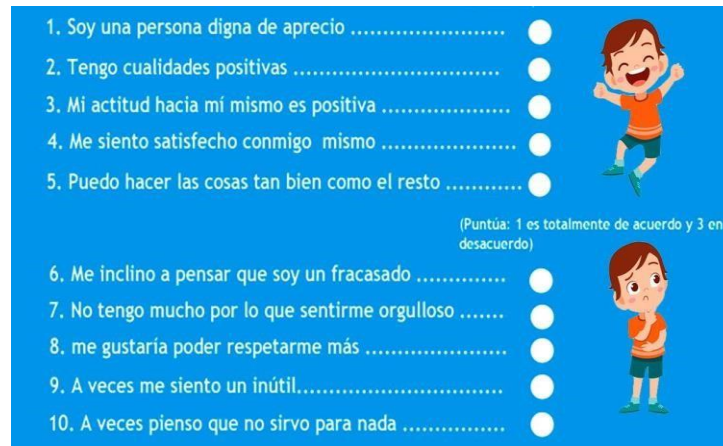 1. Soy una persona digna de aprecio ........................
2. Tengo cualidades positivas ................................
3. Mi actitud hacia mí mismo es positiva ....................
4. Me siento satisfecho conmigo mismo .....................
5. Puedo hacer las cosas tan bien como el resto ............
(Puntúa: 1 es totalmente de acuerdo y 3 en
desacuerdo)
6. Me inclino a pensar que soy un fracasado ..............
7. No tengo mucho por lo que sentirme orgulloso .......
8. me gustaría poder respetarme más ......................
9. A veces me siento un inútil................................
10. A veces pienso que no sirvo para nada ................